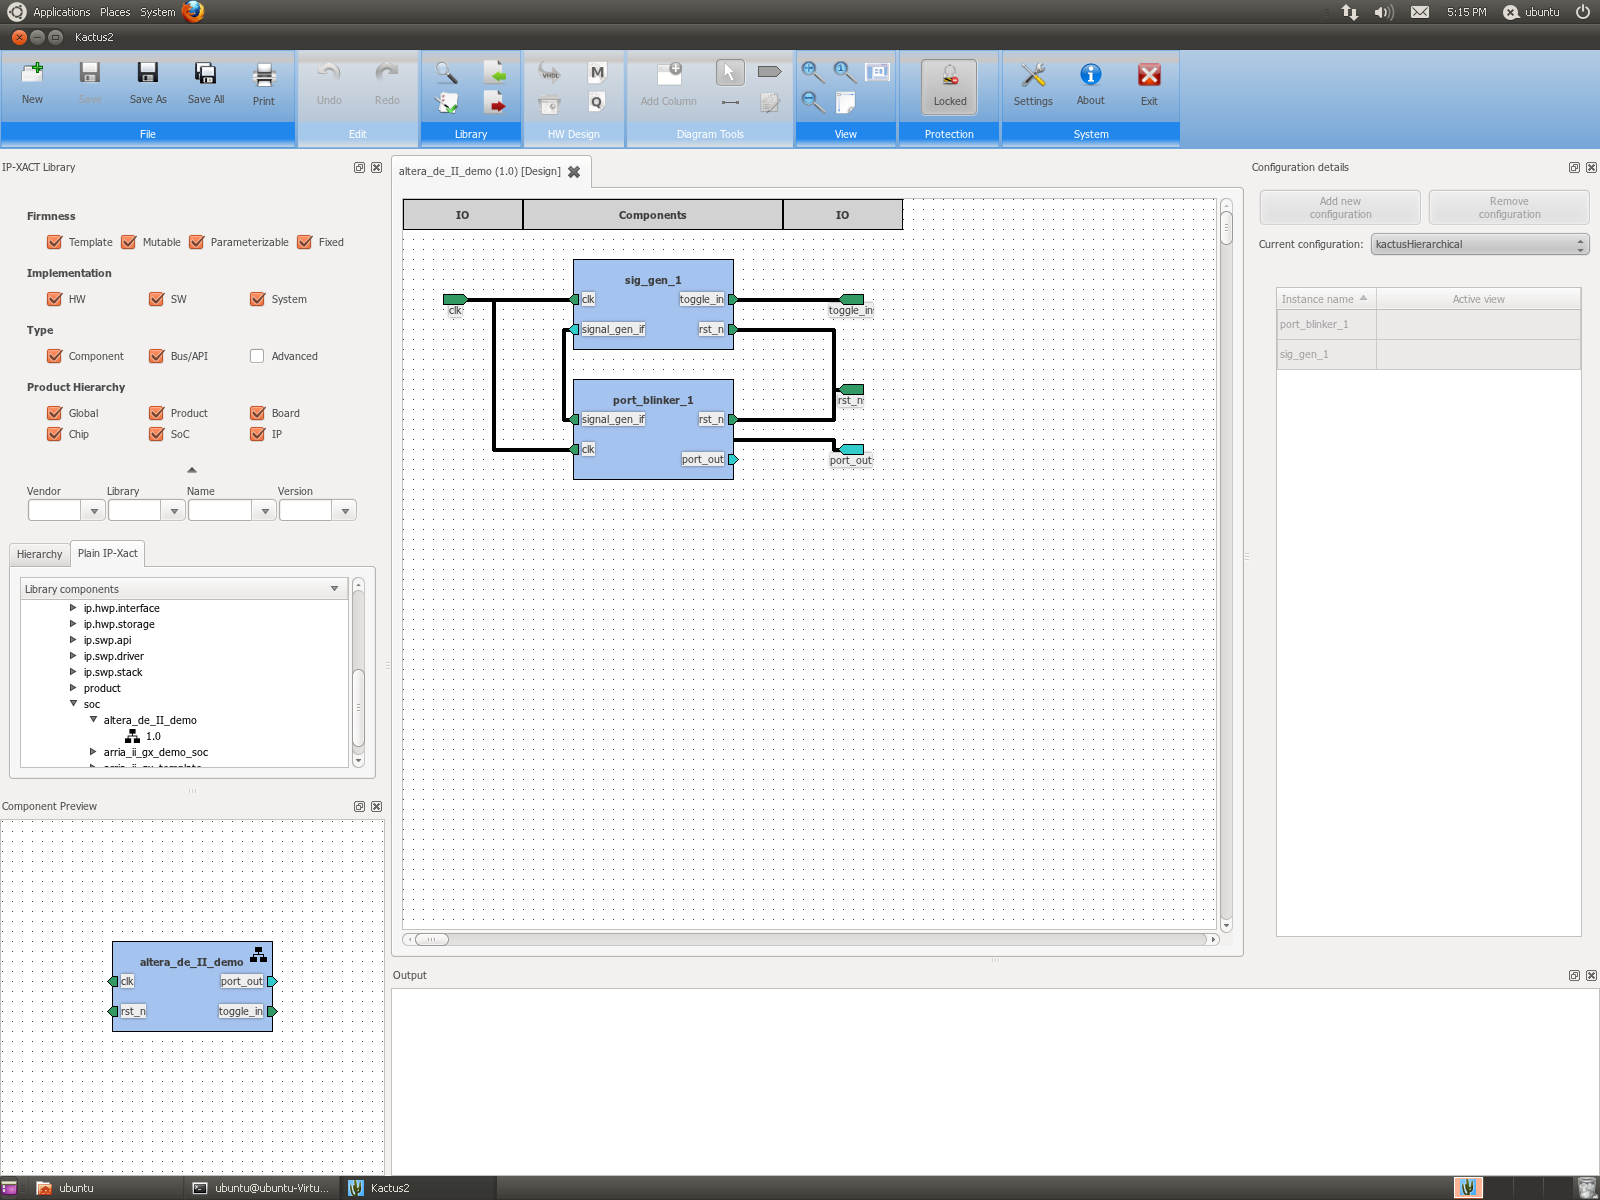 Applications Places System 5:15 PM ubuntu
Kactus2
New Save Save As Save All Print Undo Redo VHDL M Q Add Column Locked Settings About Exit
File Edit Library HW Design Diagram Tools View Protection System
IP-XACT Library
Firmness
Template Mutable Parameterizable Fixed
Implementation
HW SW System
Type
Component Bus/API Advanced
Product Hierarchy
Global Product Board
Chip SoC IP
Vendor Library Name Version
Hierarchy Plain IP-Xact
Library components
ip.hwp.interface
ip.hwp.storage
ip.swp.api
ip.swp.driver
ip.swp.stack
product
soc
altera_de_II_demo
1.0
arria_ii_gx_demo_soc
arria_ii_gx_template
Component Preview
altera_de_II_demo
clk port_out
rst_n toggle_in
altera_de_II_demo (1.0) [Design]
IO Components IO
sig_gen_1
clk clk toggle_in toggle_in
signal_gen_if rst_n
port_blinker_1
rst_n
signal_gen_if rst_n
clk
port_out port_out
Output
Configuration details
Add new configuration
Remove configuration
Current configuration: kactusHierarchical
Instance name Active view
port_blinker_1
sig_gen_1
ubuntu ubuntu@ubuntu-Virtu... Kactus2